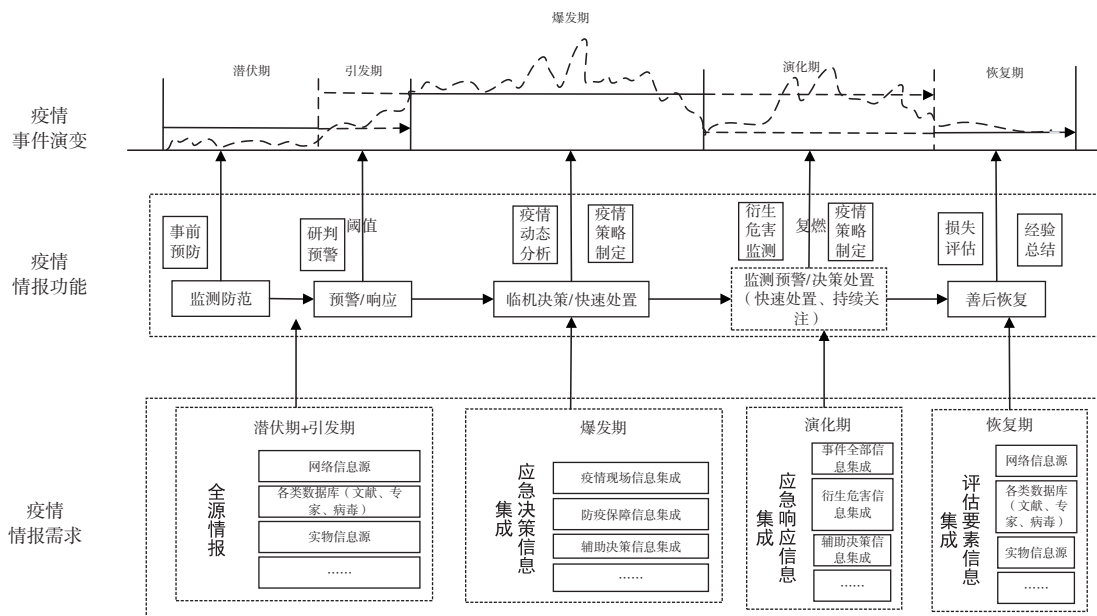 爆发期
潜伏期
引发期
演化期
恢复期
疫情
事件演变
事前
预防
研判
预警
阈值
疫情
动态
分析
疫情
策略
制定
衍生
危害
监测
复燃
疫情
策略
制定
损失
评估
经验
总结
疫情
情报功能
监测防范
预警/响应
临机决策/快速处置
监测预警/决策处置
（快速处置、持续关
注）
善后恢复
疫情
情报需求
潜伏期+引发期
全源情报
网络信息源
各类数据库（文献、专
家、病毒）
实物信息源
……
爆发期
应急决策信息
集成
疫情现场信息集成
防疫保障信息集成
辅助决策信息集成
……
演化期
应急响应信息
集成
事件全部信
息集成
衍生危害信
息集成
辅助决策信
息集成
……
恢复期
评估要素信息
集成
网络信息源
各类数据库
（文献、专
家、病毒）
实物信息源
……